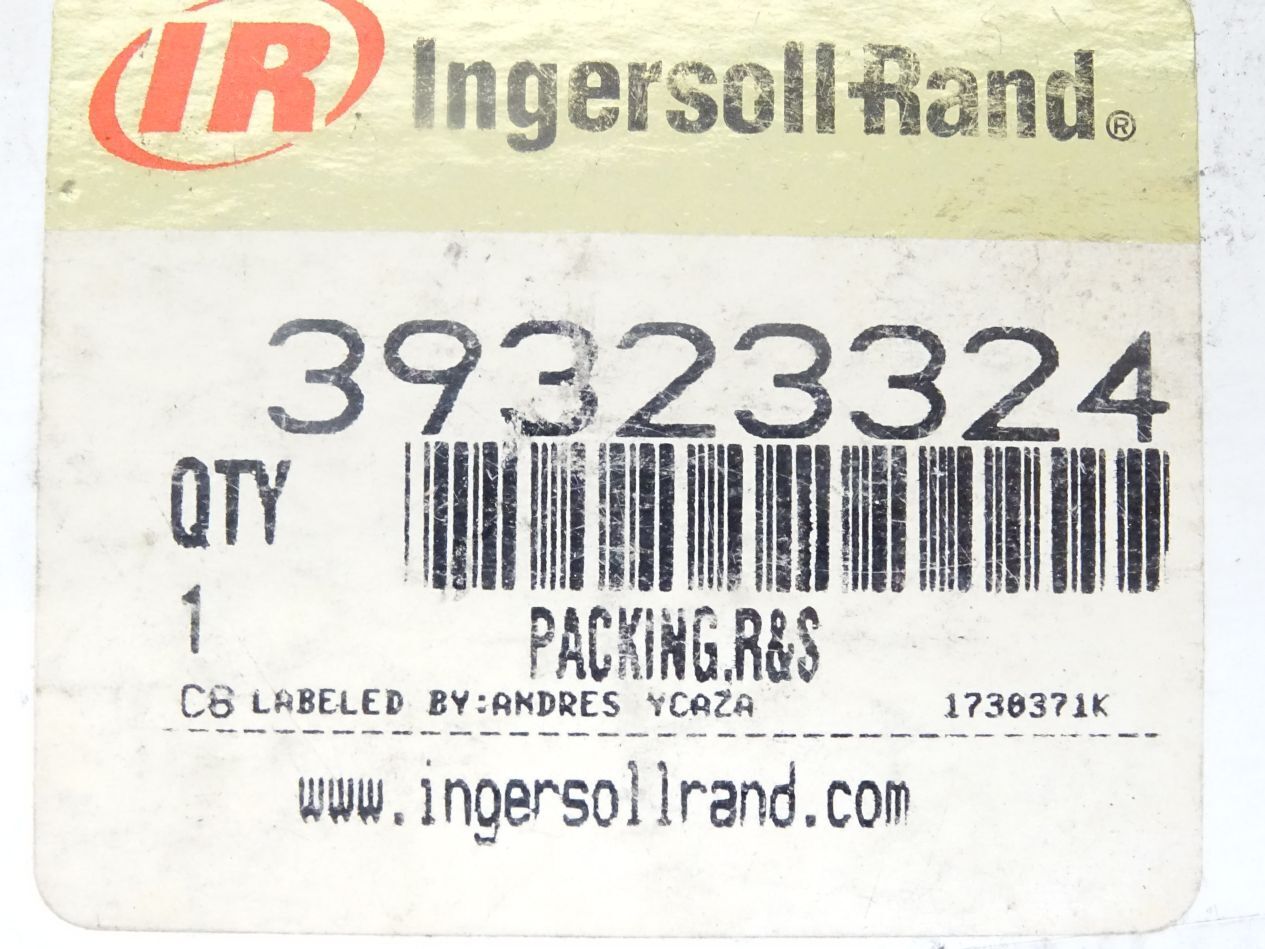 IR Ingersoll-Rand®
39323324
QTY
1
PACKING,R&S
C6 LABELED BY:ANDRES YCAZA 1730371K
www.ingersollrand.com